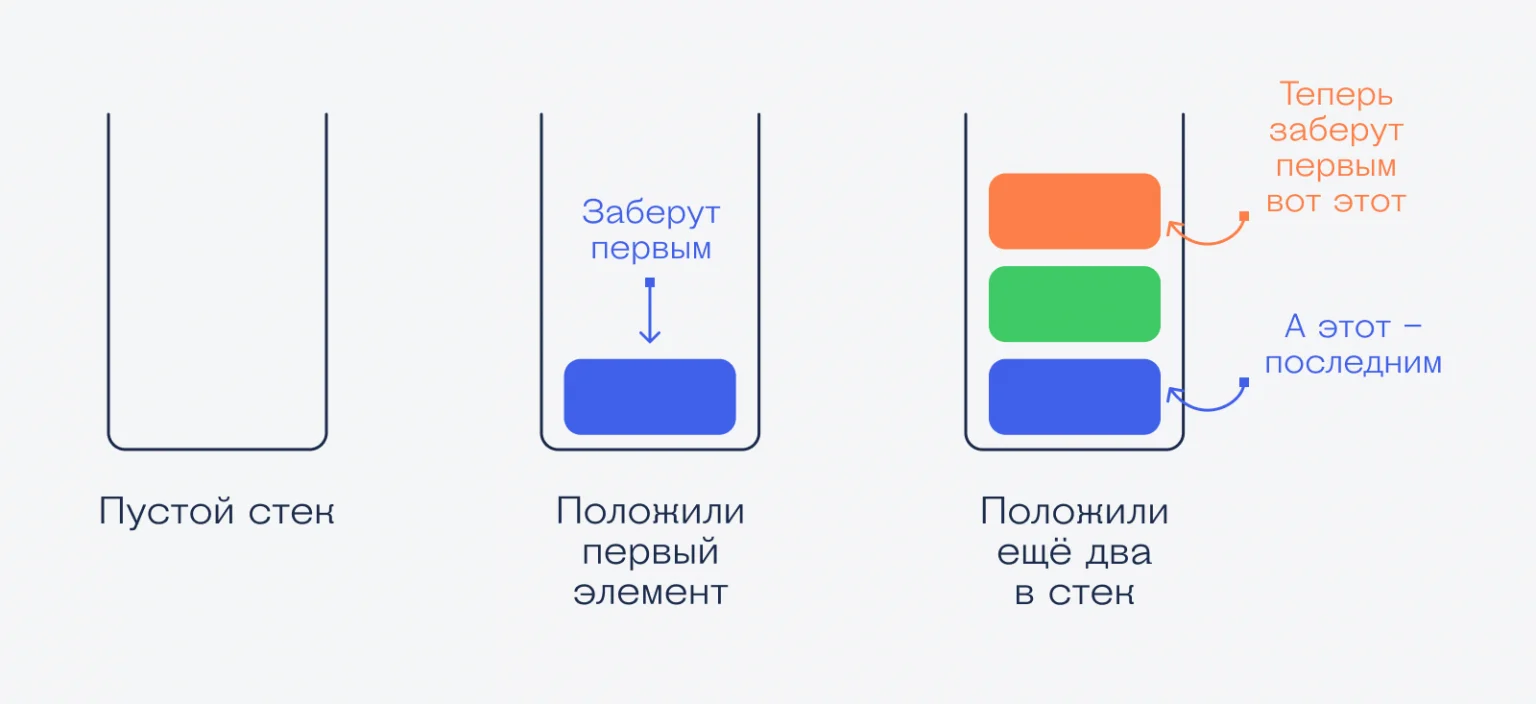 Пустой стек
Заберут
первым
Положили
первый
элемент
Теперь
заберут
первым
вот этот
А этот –
последним
Положили
ещё два
в стек